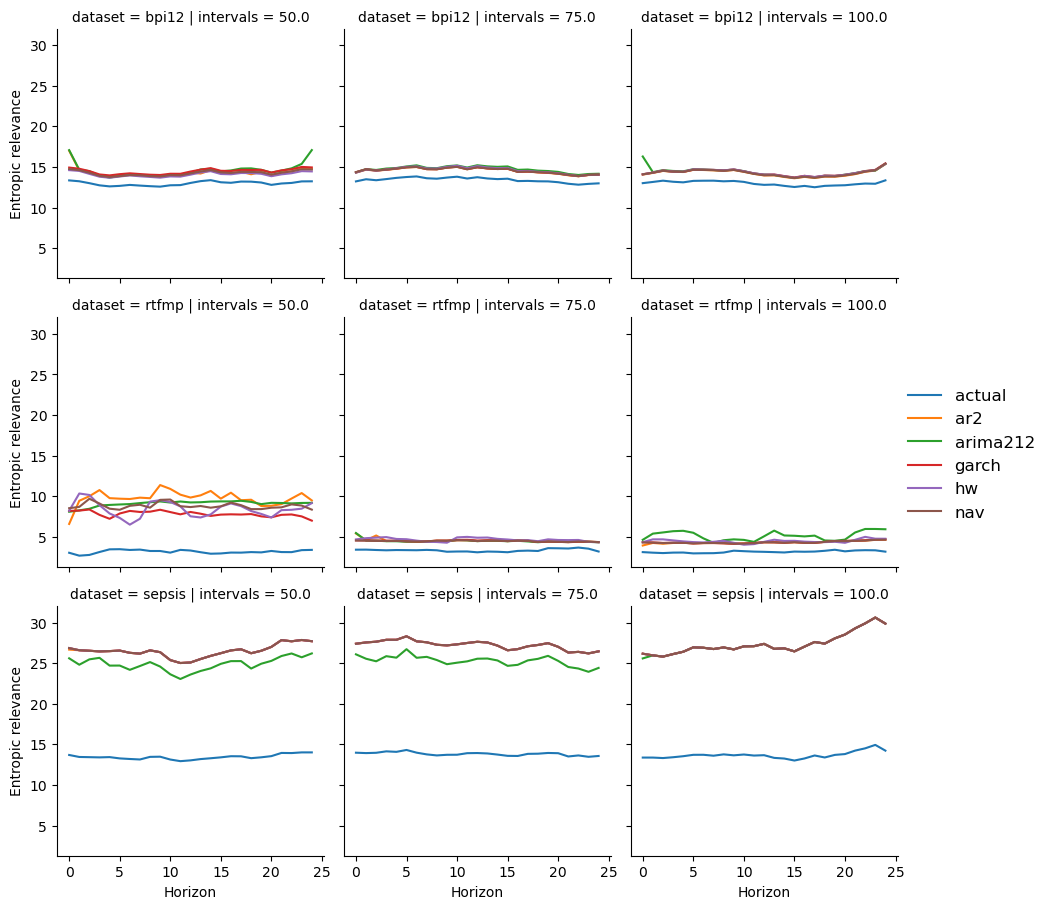 dataset = bpi12 | intervals = 50.0
dataset = bpi12 | intervals = 75.0
dataset = bpi12 | intervals = 100.0
30
25
20
15
10
5
Entropic relevance
dataset = rtfmp | intervals = 50.0
dataset = rtfmp | intervals = 75.0
dataset = rtfmp | intervals = 100.0
30
25
20
15
10
5
Entropic relevance
actual
ar2
arima212
garch
hw
nav
dataset = sepsis | intervals = 50.0
dataset = sepsis | intervals = 75.0
dataset = sepsis | intervals = 100.0
30
25
20
15
10
5
Entropic relevance
0 5 10 15 20 25
0 5 10 15 20 25
0 5 10 15 20 25
Horizon
Horizon
Horizon